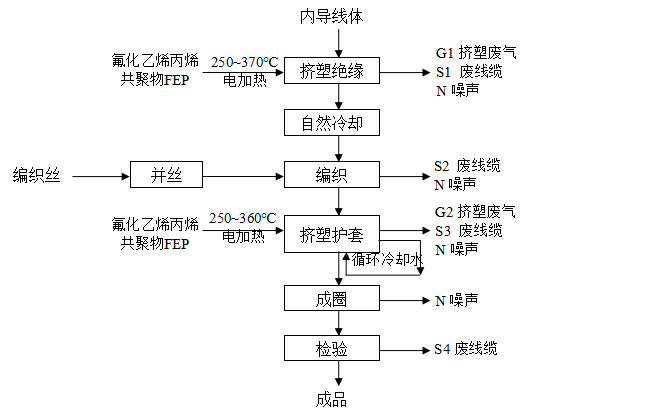 内导线体
氟化乙烯丙烯
共聚物FEP
250~370℃
电加热
挤塑绝缘
G1 挤塑废气
S1 废线缆
N 噪声
自然冷却
编织丝
并丝
编织
S2 废线缆
N 噪声
氟化乙烯丙烯
共聚物FEP
250~360℃
电加热
挤塑护套
G2 挤塑废气
S3 废线缆
N 噪声
循环冷却水
成圈
N 噪声
检验
S4 废线缆
成品